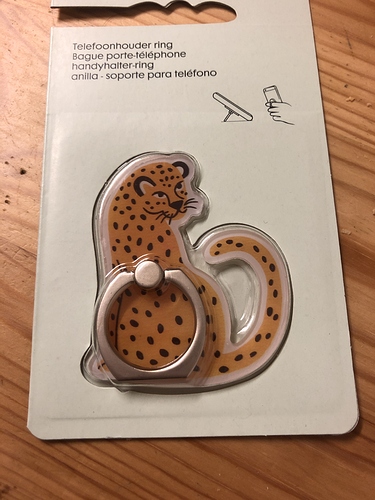 Telefoonhouder ring
Bague porte-téléphone
handyhalter-ring
anilla - soporte para teléfono